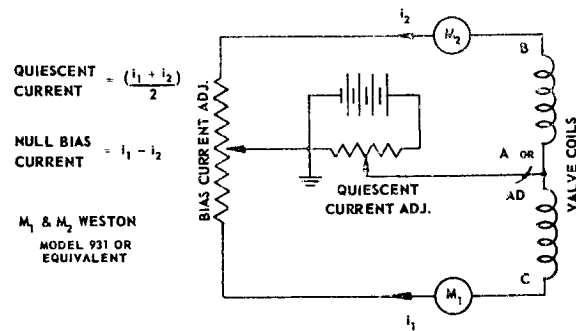 i₂
M₂
B
QUIESCENT CURRENT = (i₁ + i₂)/2
BIAS CURRENT ADJ.
NULL BIAS CURRENT = i₁ - i₂
A OR
AD
VALVE COILS
QUIESCENT
CURRENT ADJ.
M₁ & M₂ WESTON
MODEL 931 OR
EQUIVALENT
C
M₁
i₁